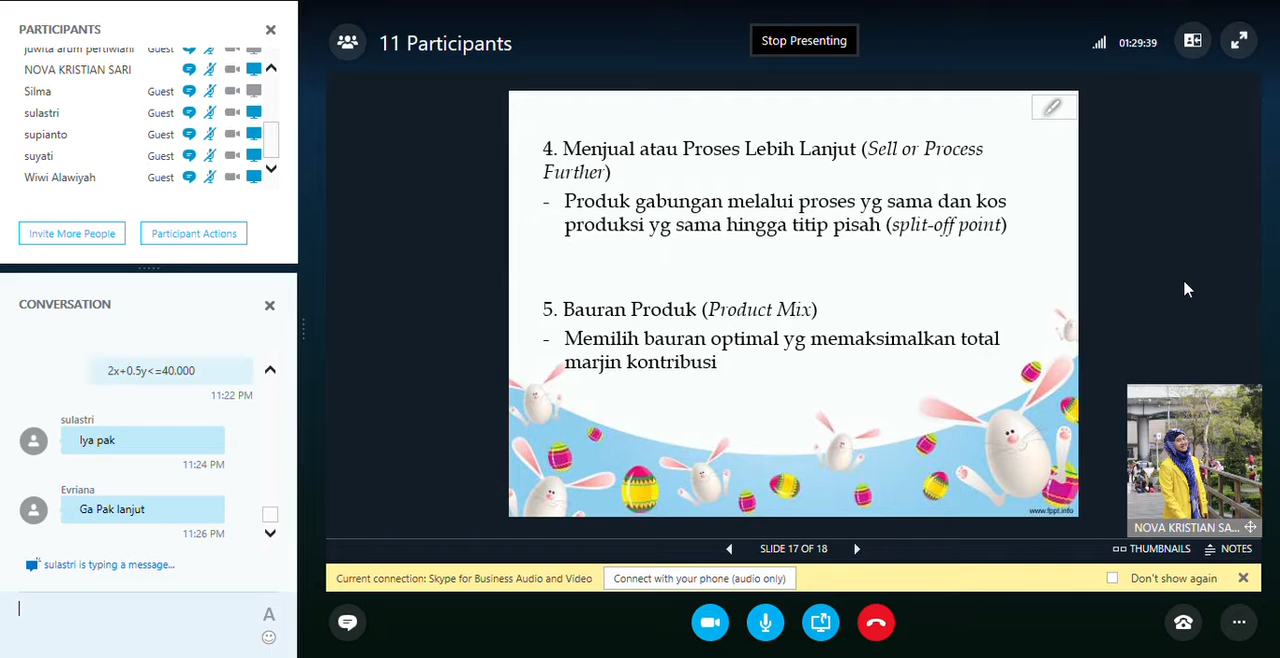 PARTICIPANTS
juwita arum pertiwiani Guest
NOVA KRISTIAN SARI
Silma Guest
sulastri Guest
supianto Guest
suyati Guest
Wiwi Alawiyah Guest
Invite More People
Participant Actions
CONVERSATION
2x+0.5y<=40.000
11:22 PM
sulastri
Iya pak
11:24 PM
Evriana
Ga Pak lanjut
11:26 PM
sulastri is typing a message...
A
11 Participants
Stop Presenting
01:29:39
4. Menjual atau Proses Lebih Lanjut (Sell or Process
Further)
- Produk gabungan melalui proses yg sama dan kos
produksi yg sama hingga titip pisah (split-off point)
5. Bauran Produk (Product Mix)
- Memilih bauran optimal yg memaksimalkan total
marjin kontribusi
www.fppt.info
NOVA KRISTIAN SA...
SLIDE 17 OF 18
THUMBNAILS
NOTES
Current connection: Skype for Business Audio and Video
Connect with your phone (audio only)
Don't show again